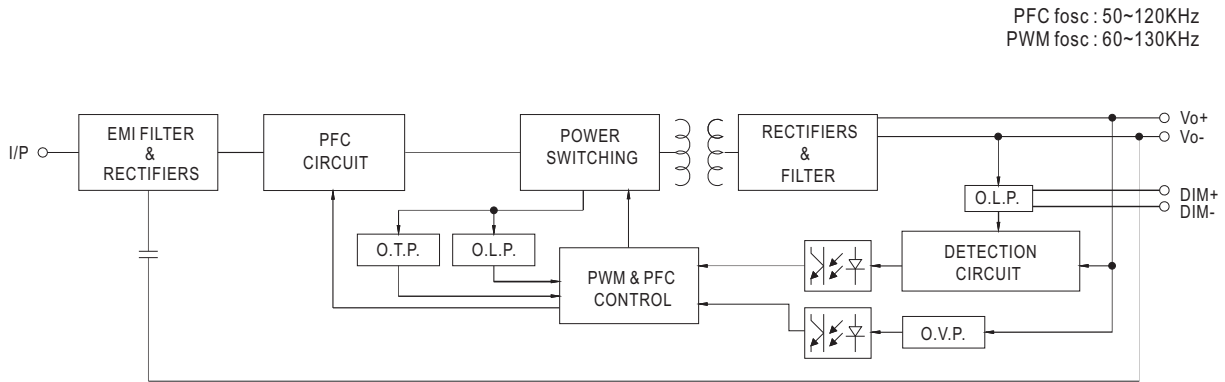 PFC fosc : 50~120KHz
PWM fosc : 60~130KHz
I/P
EMI FILTER
&
RECTIFIERS
PFC
CIRCUIT
POWER
SWITCHING
RECTIFIERS
&
FILTER
Vo+
Vo-
DIM+
DIM-
O.L.P.
O.T.P.
O.L.P.
PWM & PFC
CONTROL
DETECTION
CIRCUIT
O.V.P.